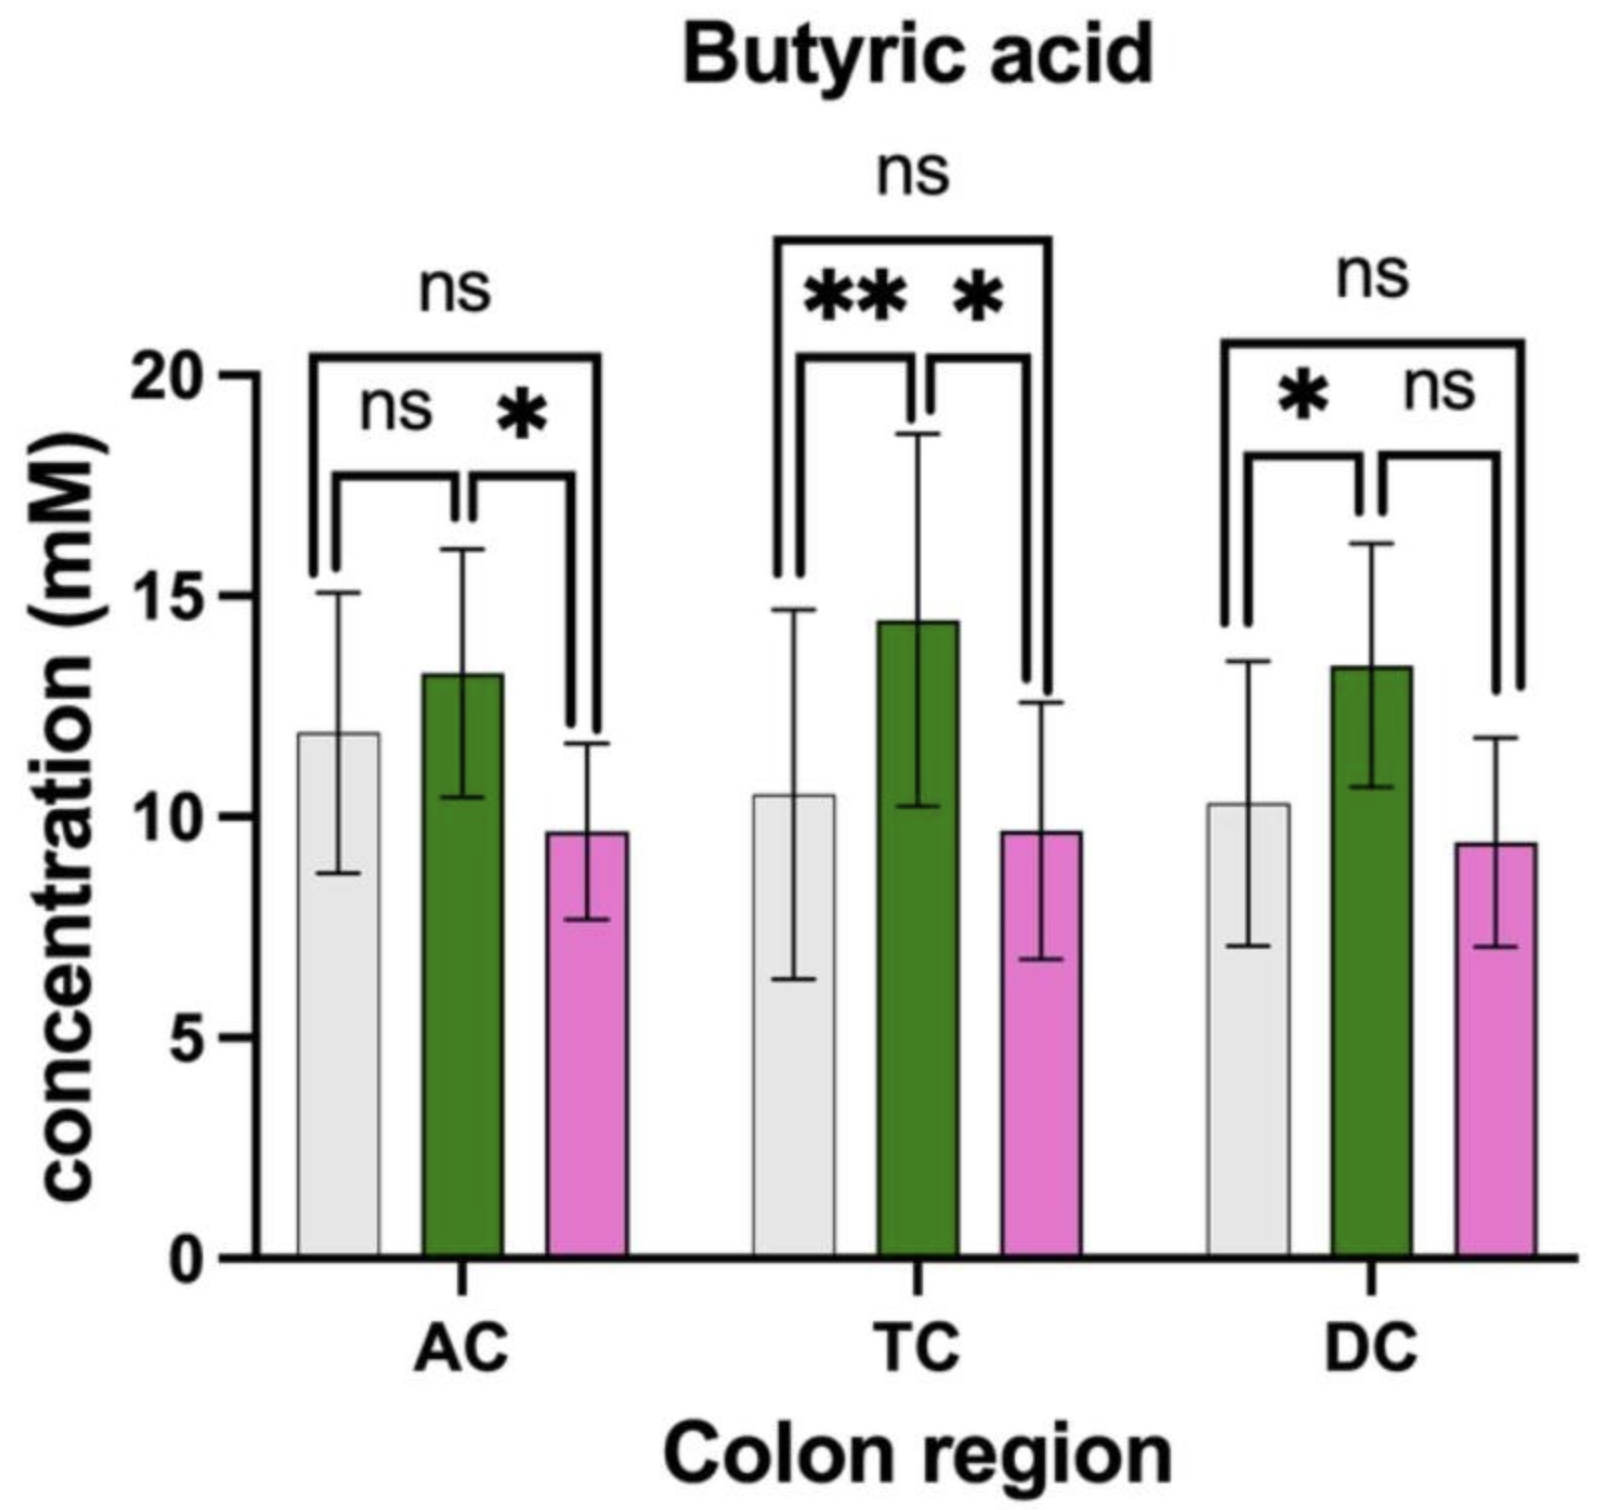 Butyric acid
ns
ns
ns
✱✱ ✱
ns ✱
✱ ns
concentration (mM)
20
15
10
5
0
AC
TC
DC
Colon region